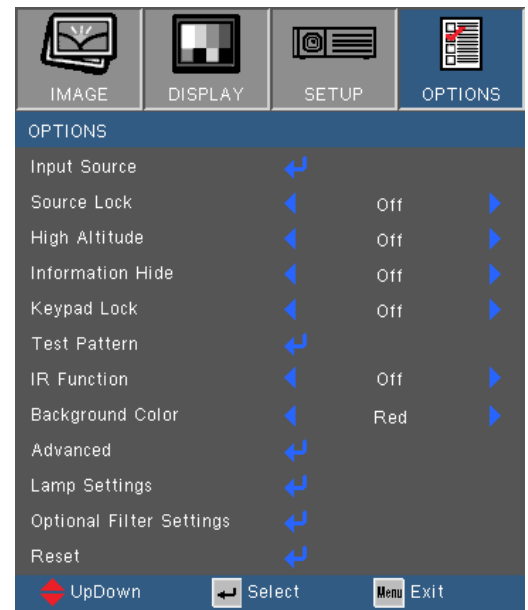 IMAGE DISPLAY SETUP OPTIONS
OPTIONS
Input Source
Source Lock Off
High Altitude Off
Information Hide Off
Keypad Lock Off
Test Pattern
IR Function Off
Background Color Red
Advanced
Lamp Settings
Optional Filter Settings
Reset
UpDown Select Menu Exit